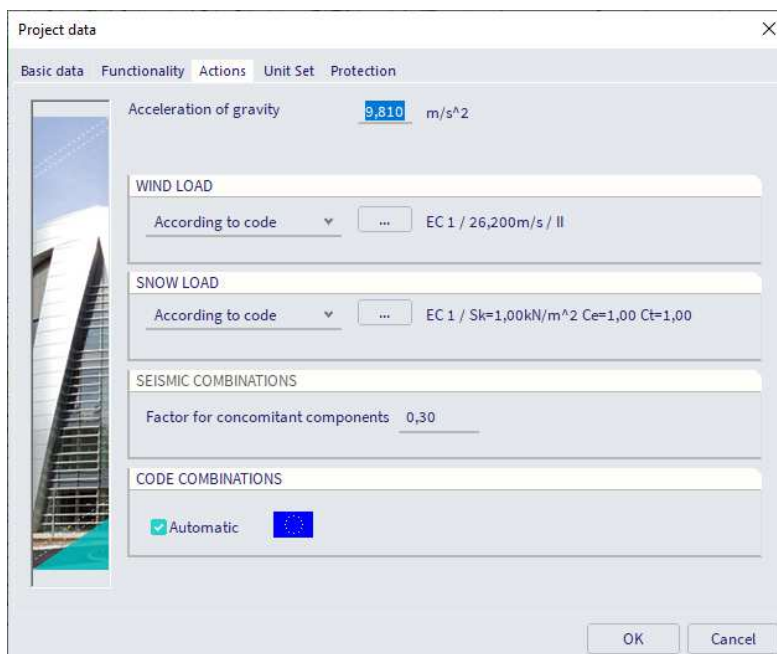 Project data
Basic data Functionality Actions Unit Set Protection
Acceleration of gravity 9,810 m/s^2
WIND LOAD
According to code ... EC 1 / 26,200m/s / II
SNOW LOAD
According to code ... EC 1 / Sk=1,00kN/m^2 Ce=1,00 Ct=1,00
SEISMIC COMBINATIONS
Factor for concomitant components 0,30
CODE COMBINATIONS
Automatic
OK Cancel